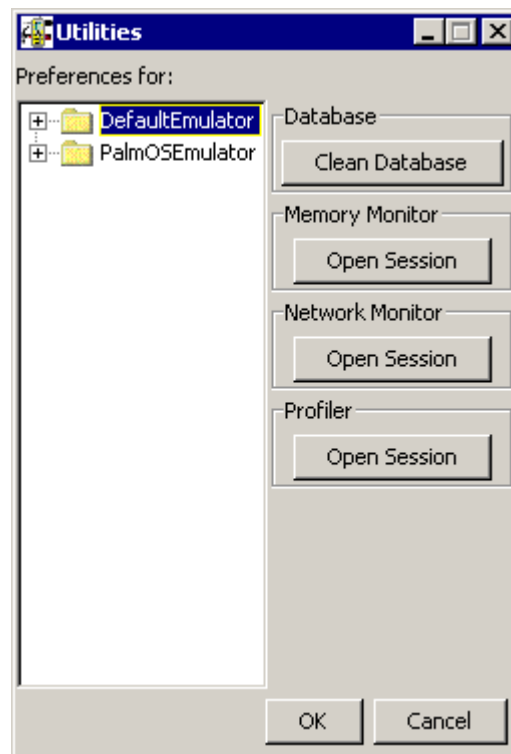 Utilities
Preferences for:
DefaultEmulator
PalmOSEmulator
Database
Clean Database
Memory Monitor
Open Session
Network Monitor
Open Session
Profiler
Open Session
OK
Cancel